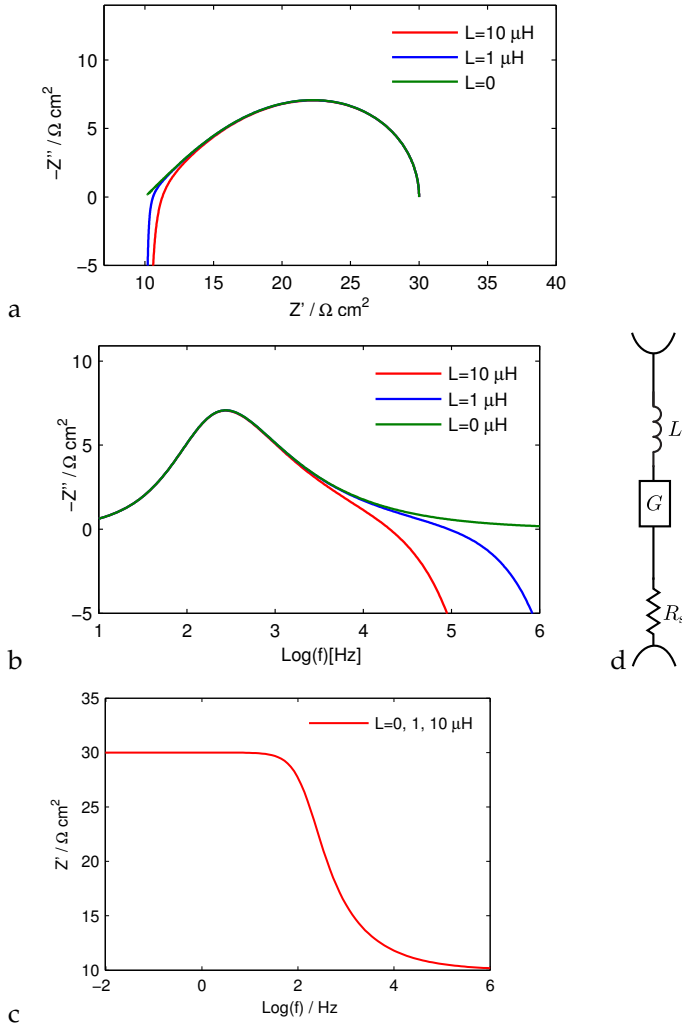 L=10 μH
L=1 μH
L=0
-Z'' / Ω cm²
10
5
0
-5
10 15 20 25 30 35 40
Z' / Ω cm²
a
L=10 μH
L=1 μH
L=0 μH
-Z'' / Ω cm²
10
5
0
-5
1 2 3 4 5 6
Log(f)[Hz]
b
L
G
Rs
d
L=0, 1, 10 μH
Z' / Ω cm²
35
30
25
20
15
10
-2 0 2 4 6
Log(f) / Hz
c